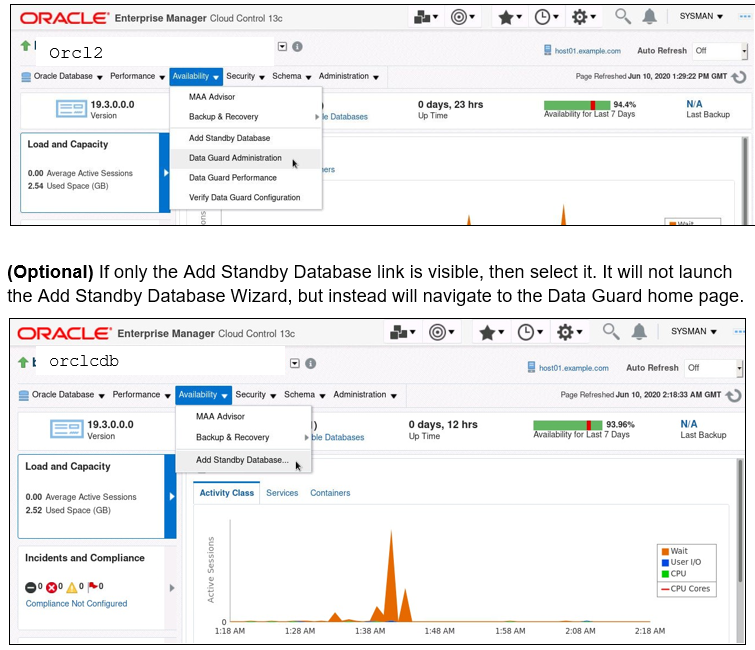 ORACLE Enterprise Manager Cloud Control 13c SYSMAN
Orcl2
host01.example.com Auto Refresh Off
Oracle Database Performance Availability Security Schema Administration Page Refreshed Jun 10, 2020 1:29:22 PM GMT
MAA Advisor
Backup & Recovery
Add Standby Database
Data Guard Administration
Data Guard Performance
Verify Data Guard Configuration
19.3.0.0.0
Version
)
le Databases
0 days, 23 hrs
Up Time
94.4%
Availability for Last 7 Days
N/A
Last Backup
Load and Capacity
0.00 Average Active Sessions
2.54 Used Space (GB)
ners
Wait
(Optional) If only the Add Standby Database link is visible, then select it. It will not launch
the Add Standby Database Wizard, but instead will navigate to the Data Guard home page.
ORACLE Enterprise Manager Cloud Control 13c SYSMAN
orclcdb
host01.example.com Auto Refresh Off
Oracle Database Performance Availability Security Schema Administration Page Refreshed Jun 10, 2020 2:18:33 AM GMT
MAA Advisor
Backup & Recovery
Add Standby Database...
19.3.0.0.0
Version
1)
ble Databases
0 days, 12 hrs
Up Time
93.96%
Availability for Last 7 Days
N/A
Last Backup
Load and Capacity
0.00 Average Active Sessions
2.52 Used Space (GB)
Incidents and Compliance
0 0 0 0
Compliance Not Configured
Activity Class Services Containers
Active Sessions
0
1:18 AM 1:28 AM 1:38 AM 1:48 AM 1:58 AM 2:08 AM 2:18 AM
Wait
User I/O
CPU
CPU Cores